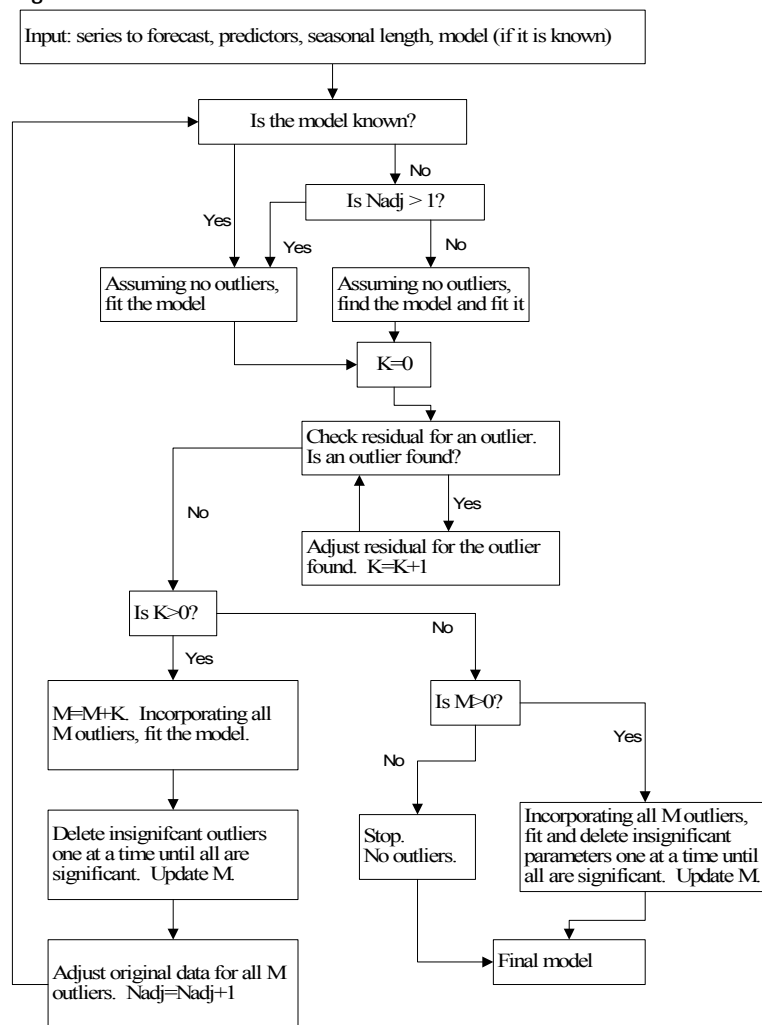 Input: series to forecast, predictors, seasonal length, model (if it is known)
Is the model known?
No
Is Nadj > 1?
Yes
Yes
No
Assuming no outliers,
fit the model
Assuming no outliers,
find the model and fit it
K=0
Check residual for an outlier.
Is an outlier found?
Yes
No
Adjust residual for the outlier
found. K=K+1
Is K>0?
No
Yes
M=M+K. Incorporating all
M outliers, fit the model.
Is M>0?
Yes
No
Delete insignifcant outliers
one at a time until all are
significant. Update M.
Stop.
No outliers.
Incorporating all M outliers,
fit and delete insignificant
parameters one at a time until
all are significant. Update M.
Adjust original data for all M
outliers. Nadj=Nadj+1
Final model